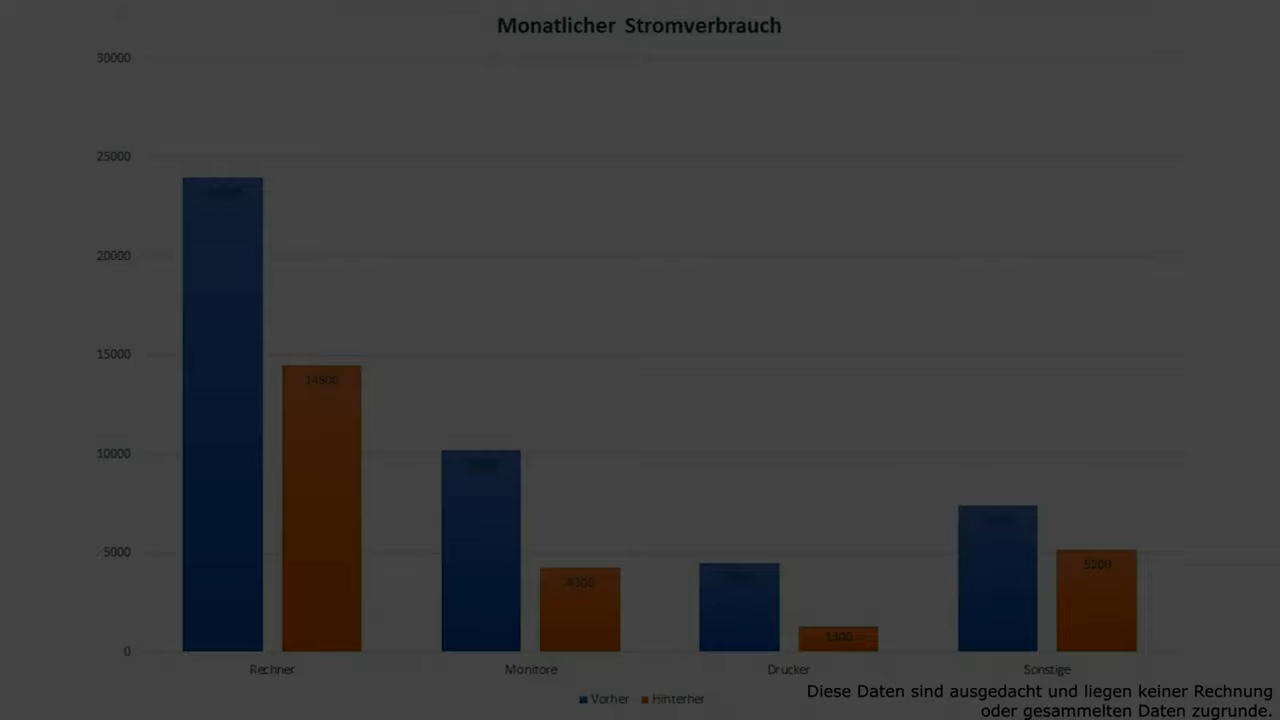 Monatlicher Stromverbrauch
30000
25000
20000
15000
14500
10000
5000
4300
5200
1300
0
Rechner Monitore Drucker Sonstige
Vorher Hinterher
Diese Daten sind ausgedacht und liegen keiner Rechnung
oder gesammelten Daten zugrunde.